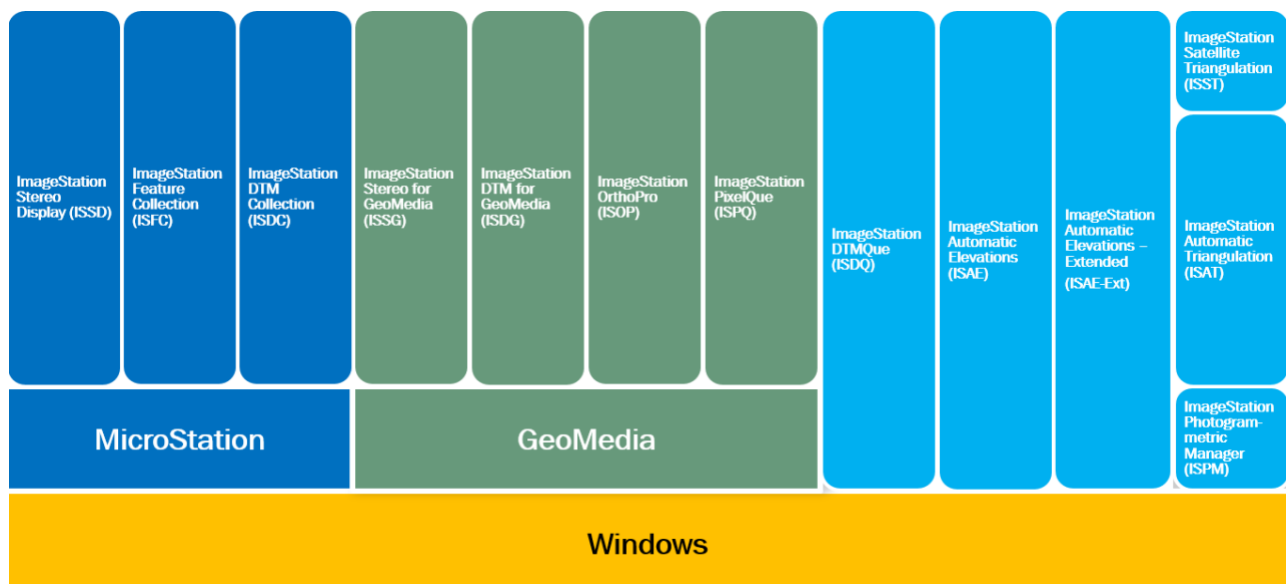 ImageStation
Stereo
Display (ISSD)
ImageStation
Feature
Collection
(ISFC)
ImageStation
DTM
Collection
(ISDC)
ImageStation
Stereo for
GeoMedia
(ISSG)
ImageStation
DTM for
GeoMedia
(ISDG)
ImageStation
OrthoPro
(ISOP)
ImageStation
PixelQue
(ISPQ)
ImageStation
DTMQue
(ISDQ)
ImageStation
Automatic
Elevations
(ISAE)
ImageStation
Automatic
Elevations –
Extended
(ISAE-Ext)
ImageStation
Satellite
Triangulation
(ISST)
ImageStation
Automatic
Triangulation
(ISAT)
ImageStation
Photogram-
metric
Manager
(ISPM)
MicroStation
GeoMedia
Windows